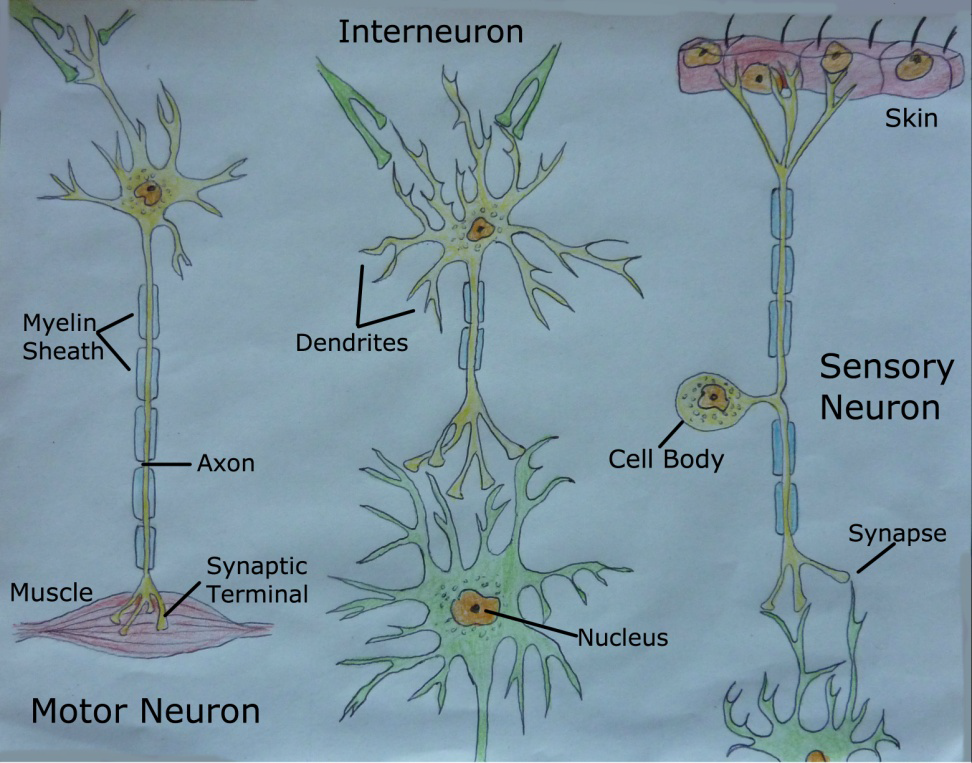 Interneuron
Skin
Myelin
Sheath
Dendrites
Sensory
Neuron
Axon
Cell Body
Synapse
Synaptic
Terminal
Muscle
Nucleus
Motor Neuron